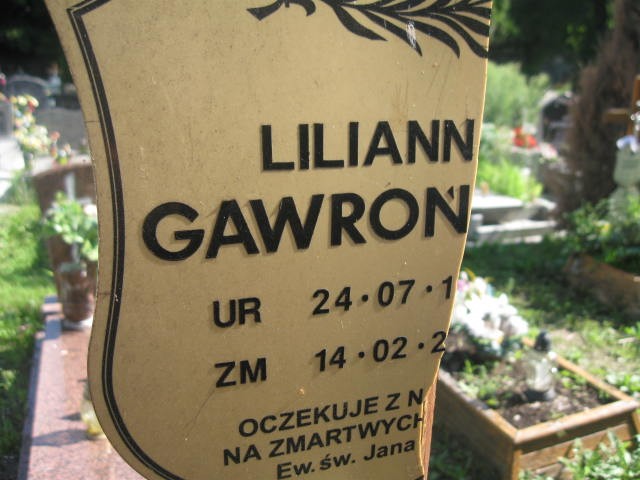 LILIANN
GAWROŃ
UR 24·07·1
ZM 14·02·2
OCZEKUJE Z N
NA ZMARTWYCH
Ew. św. Jana